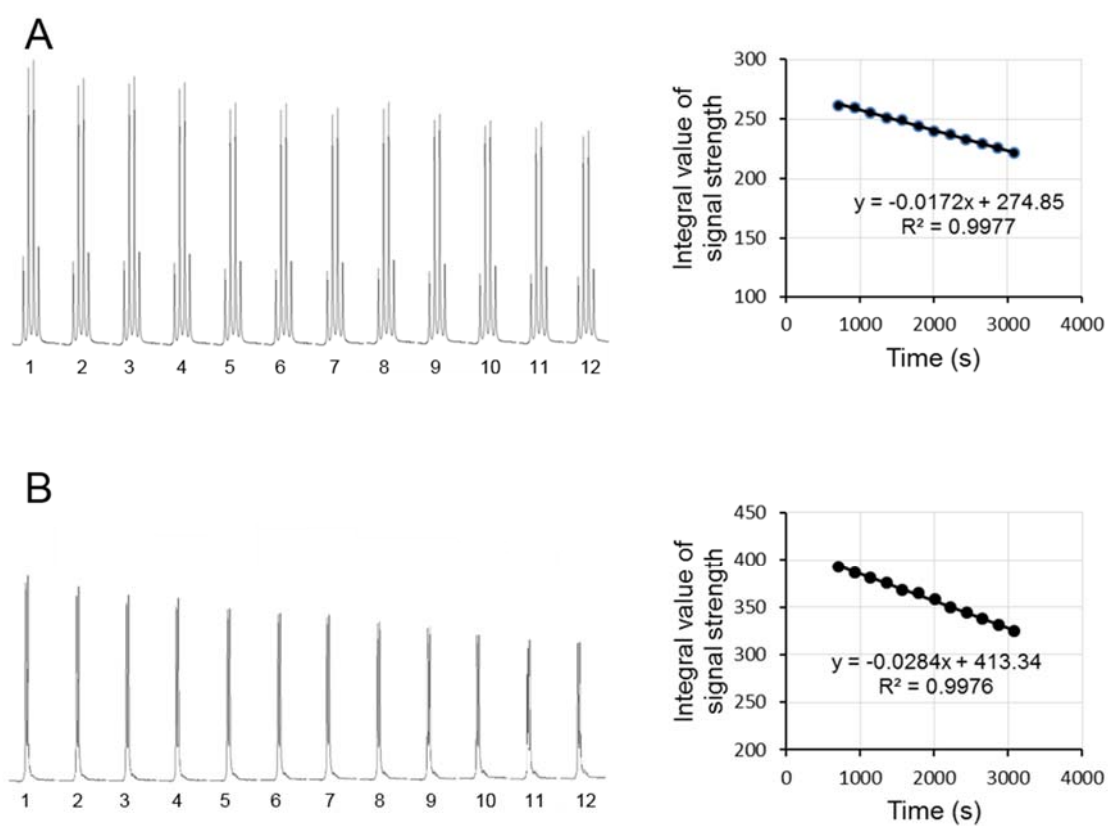 A
1 2 3 4 5 6 7 8 9 10 11 12
Integral value of
signal strength
300
250
200
150
100
y = -0.0172x + 274.85
R² = 0.9977
0 1000 2000 3000 4000
Time (s)
B
1 2 3 4 5 6 7 8 9 10 11 12
Integral value of
signal strength
450
400
350
300
250
200
y = -0.0284x + 413.34
R² = 0.9976
0 1000 2000 3000 4000
Time (s)